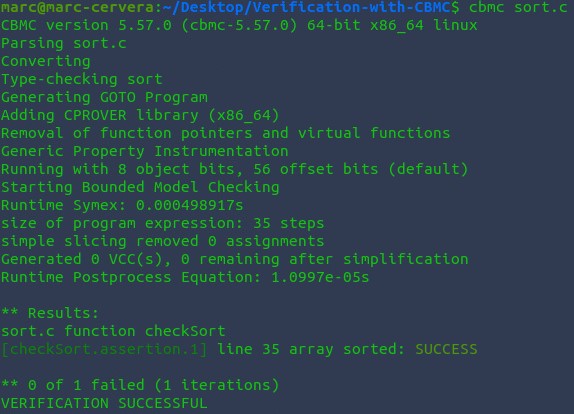 marc@marc-cervera:~/Desktop/Verification-with-CBMC$ cbmc sort.c
CBMC version 5.57.0 (cbmc-5.57.0) 64-bit x86_64 linux
Parsing sort.c
Converting
Type-checking sort
Generating GOTO Program
Adding CPROVER library (x86_64)
Removal of function pointers and virtual functions
Generic Property Instrumentation
Running with 8 object bits, 56 offset bits (default)
Starting Bounded Model Checking
Runtime Symex: 0.000498917s
size of program expression: 35 steps
simple slicing removed 0 assignments
Generated 0 VCC(s), 0 remaining after simplification
Runtime Postprocess Equation: 1.0997e-05s

** Results:
sort.c function checkSort
[checkSort.assertion.1] line 35 array sorted: SUCCESS

** 0 of 1 failed (1 iterations)
VERIFICATION SUCCESSFUL